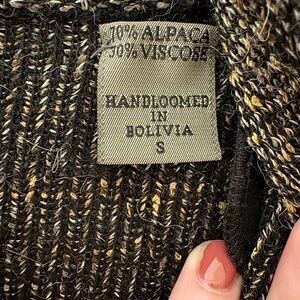 70% ALPACA
30% VISCOSE
HANDLOOMED
IN
BOLIVIA
S